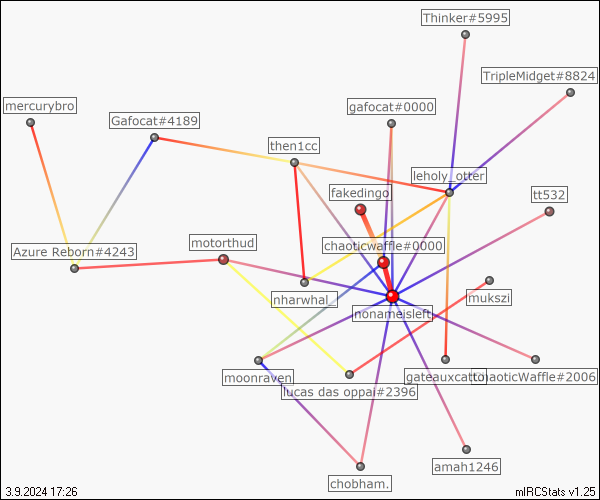 Thinker#5995
TripleMidget#8824
mercurybro
gafocat#0000
Gafocat#4189
then1cc
leholy_otter
fakedingo
tt532
motorthud
chaoticwaffle#0000
Azure Reborn#4243
nharwhal_
mukszi
nonameisleft
moonraven
gateauxcatto
ChaoticWaffle#2006
lucas das oppai#2396
amah1246
chobham.
3.9.2024 17:26
mIRCStats v1.25